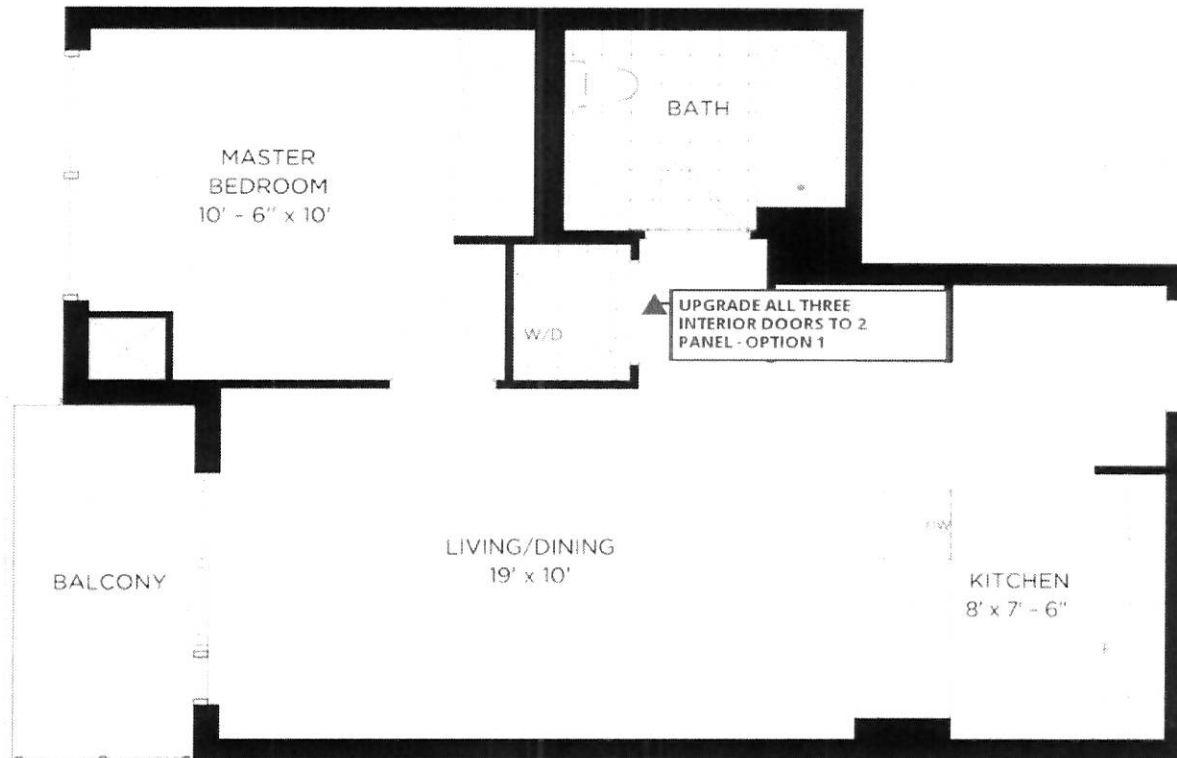 BATH
MASTER
BEDROOM
10' - 6" x 10'
UPGRADE ALL THREE
INTERIOR DOORS TO 2
PANEL - OPTION 1
W/D
LIVING/DINING
19' x 10'
BALCONY
KITCHEN
8' x 7' - 6"
F